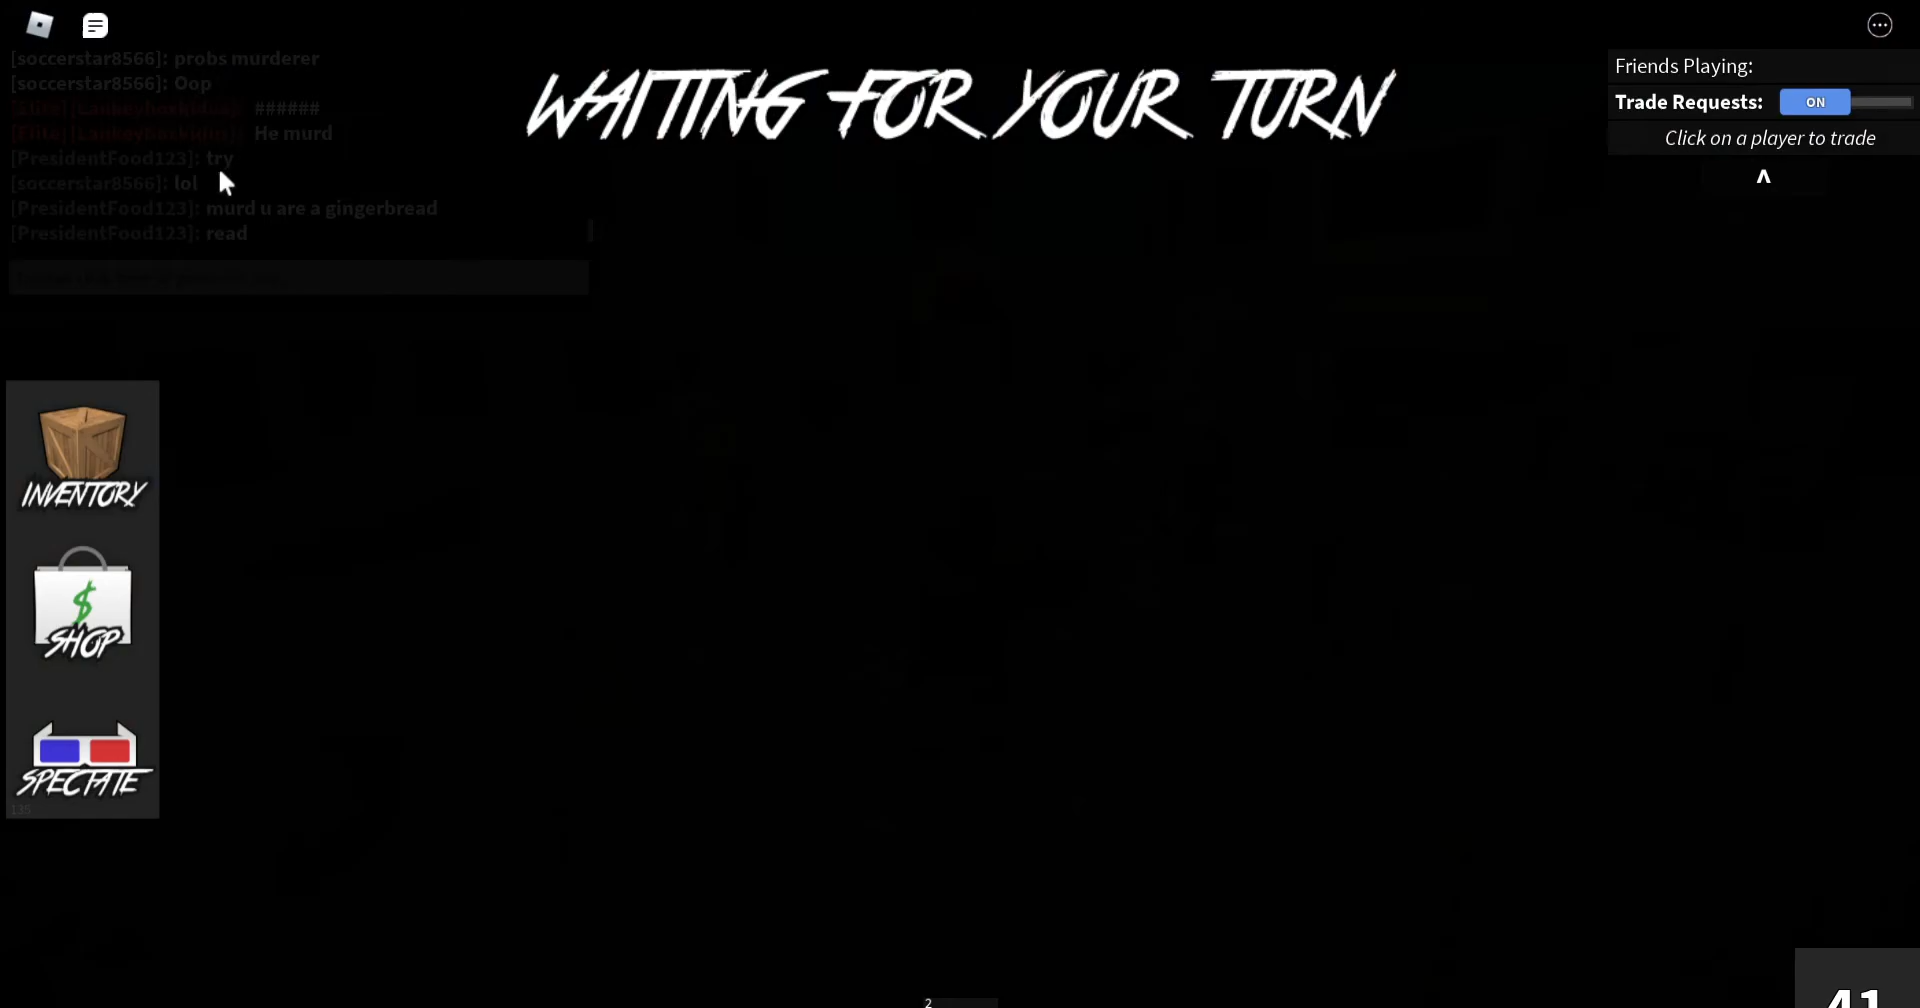 [soccerstar8566]: probs murderer
[soccerstar8566]: Oop
######
He murd
[PresidentFood123]: try
[soccerstar8566]: lol
[PresidentFood123]: murd u are a gingerbread
[PresidentFood123]: read
WAITING FOR YOUR TURN
Friends Playing:
Trade Requests: ON
Click on a player to trade
INVENTORY
$
SHOP
SPECTATE
135
2
41